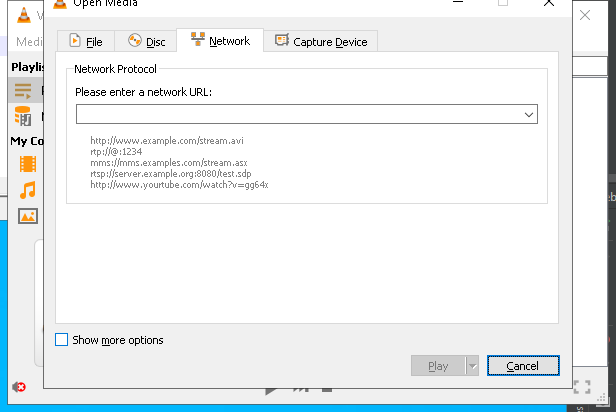 Open Media
Medi
File
Disc
Network
Capture Device
Playlis
Network Protocol
Please enter a network URL:
http://www.example.com/stream.avi
rtp://@:1234
mms://mms.examples.com/stream.asx
rtsp://server.example.org:8080/test.sdp
http://www.yourtube.com/watch?v=gg64x
My Co
Show more options
Play
Cancel